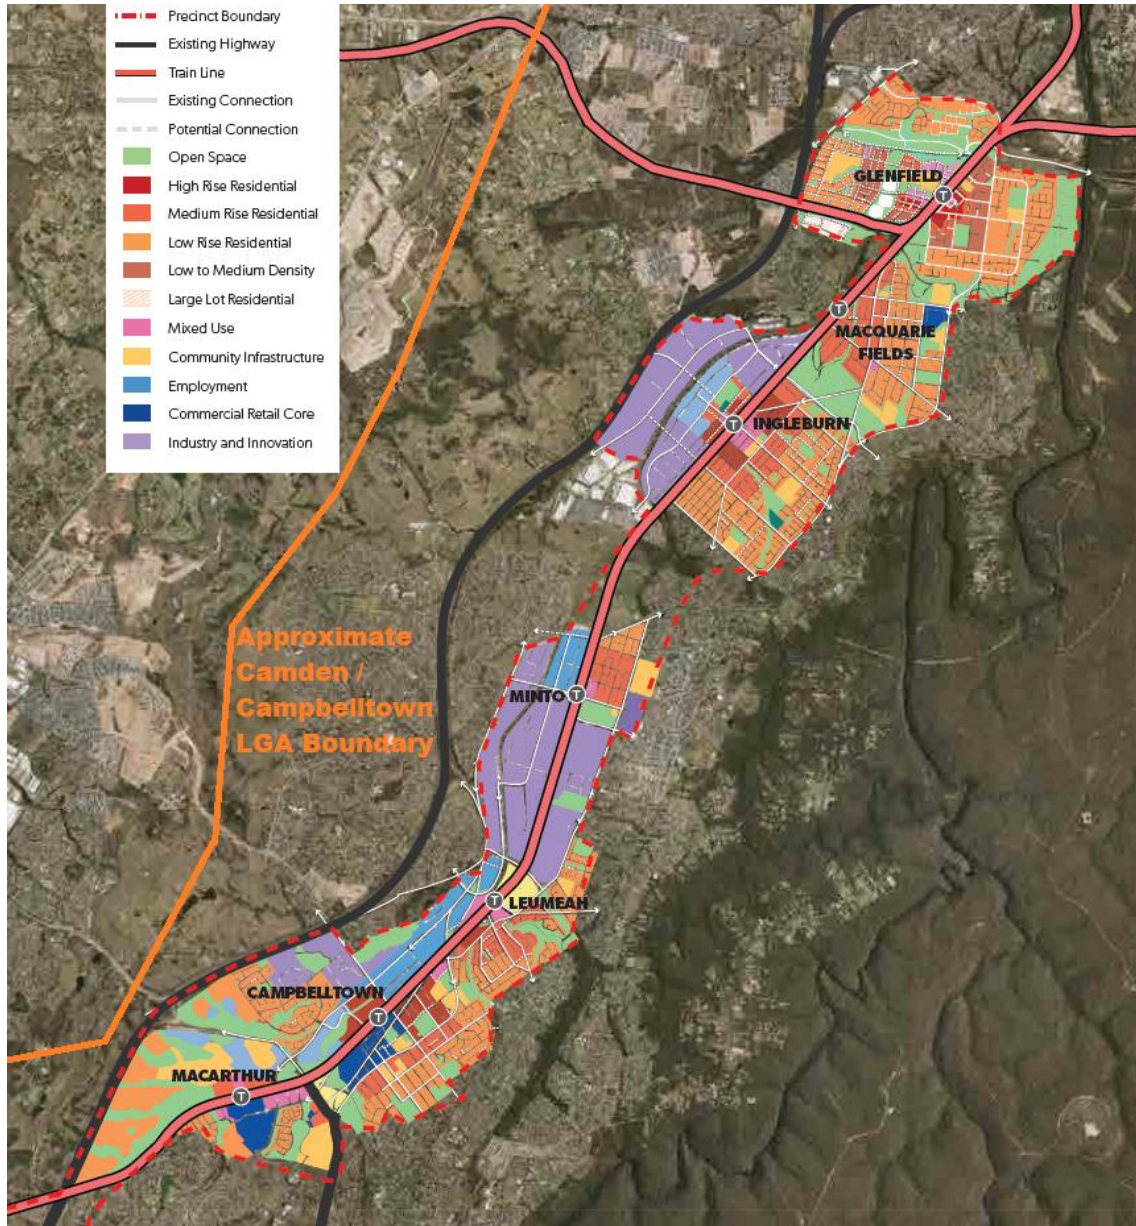 Precinct Boundary
Existing Highway
Train Line
Existing Connection
Potential Connection
Open Space
High Rise Residential
Medium Rise Residential
Low Rise Residential
Low to Medium Density
Large Lot Residential
Mixed Use
Community Infrastructure
Employment
Commercial Retail Core
Industry and Innovation
GLENFIELD
T
T
MACQUARIE
FIELDS
T
INGLEBURN
Approximate
Camden /
Campbelltown
LGA Boundary
MINTO
T
T
LEUMEAH
CAMPBELLTOWN
T
MACARTHUR
T